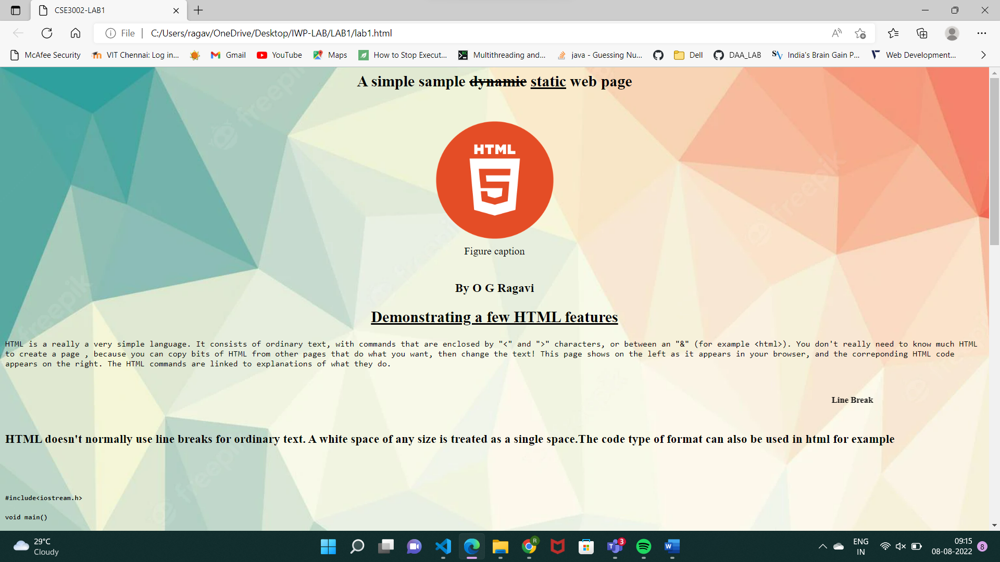 CSE3002-LAB1
File
C:/Users/ragav/OneDrive/Desktop/IWP-LAB/LAB1/lab1.html
McAfee Security
VIT Chennai: Log in...
Gmail
YouTube
Maps
How to Stop Execut...
Multithreading and...
java - Guessing Nu...
Dell
DAA_LAB
India's Brain Gain P...
Web Development...
A simple sample dynamic static web page
HTML
5
Figure caption
By O G Ragavi
Demonstrating a few HTML features
HTML is a really a very simple language. It consists of ordinary text, with commands that are enclosed by "<" and ">" characters, or between an "&" (for example <html>). You don't really need to know much HTML
to create a page , because you can copy bits of HTML from other pages that do what you want, then change the text! This page shows on the left as it appears in your browser, and the correponding HTML code
appears on the right. The HTML commands are linked to explanations of what they do.
Line Break
HTML doesn't normally use line breaks for ordinary text. A white space of any size is treated as a single space.The code type of format can also be used in html for example
#include<iostream.h>
void main()
freepik
freepik
freepik
freepik
29°C
Cloudy
R
3
ENG
IN
09:15
08-08-2022
8